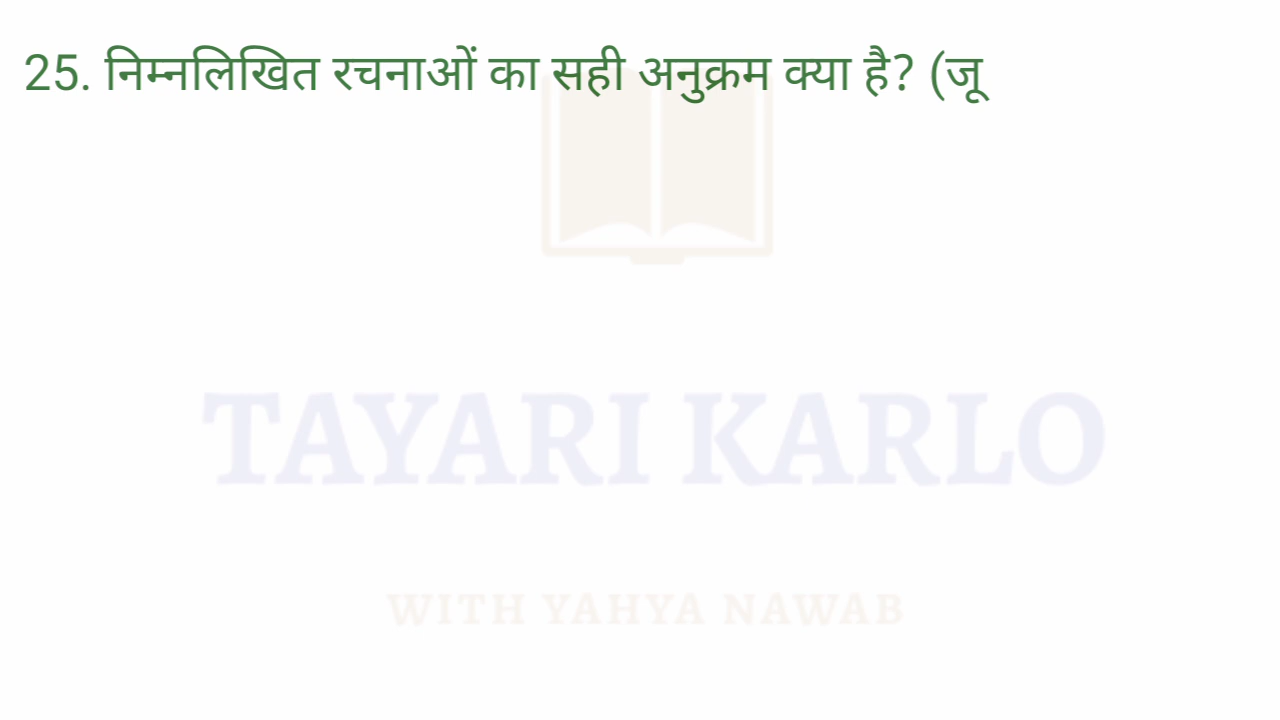 25. निम्नलिखित रचनाओं का सही अनुक्रम क्या है? (जू
TAYARI KARLO
WITH YAHYA NAWAB